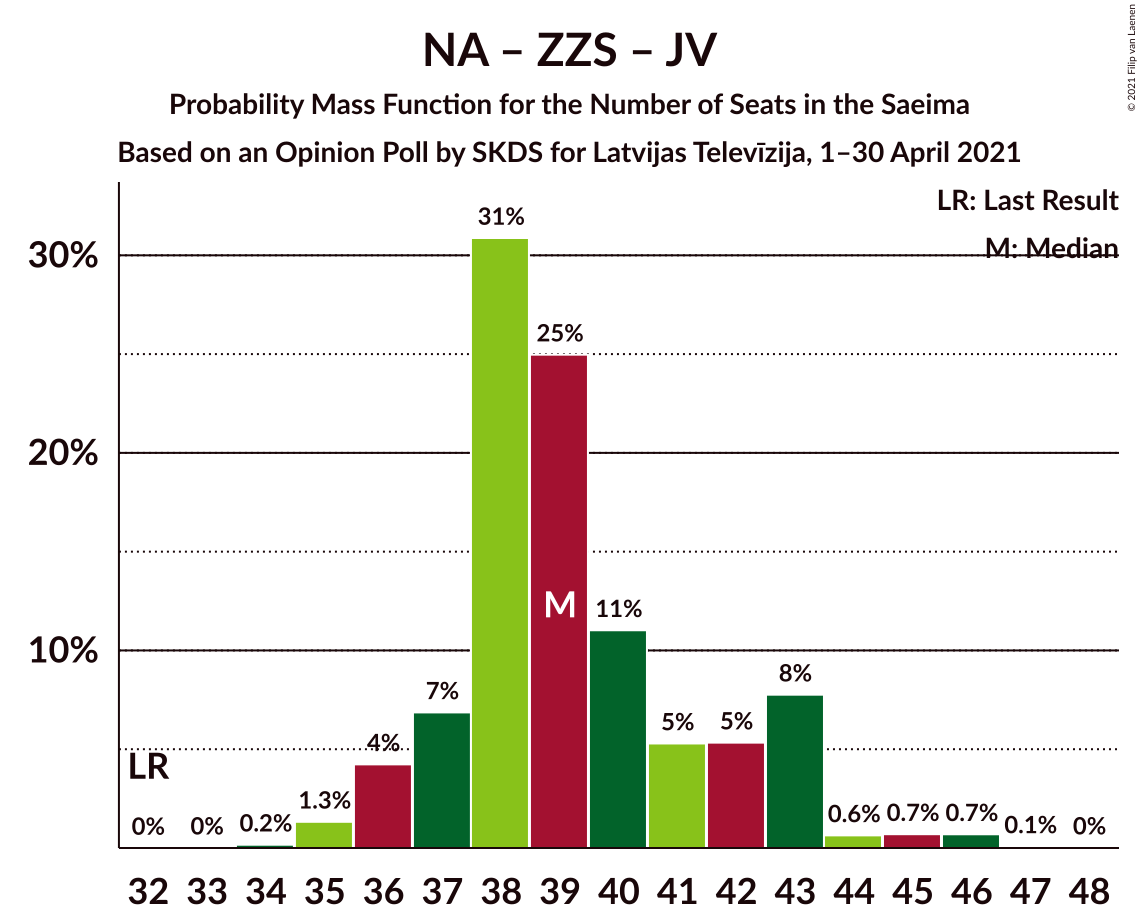 NA – ZZS – JV
Probability Mass Function for the Number of Seats in the Saeima
Based on an Opinion Poll by SKDS for Latvijas Televīzija, 1–30 April 2021
© 2021 Filip van Laenen
LR: Last Result
M: Median
30%
20%
10%
31%
25%
M
11%
8%
7%
5%
5%
4%
LR
1.3%
0.6%
0.7%
0.7%
0%
0%
0.2%
0.1%
0%
32 33 34 35 36 37 38 39 40 41 42 43 44 45 46 47 48